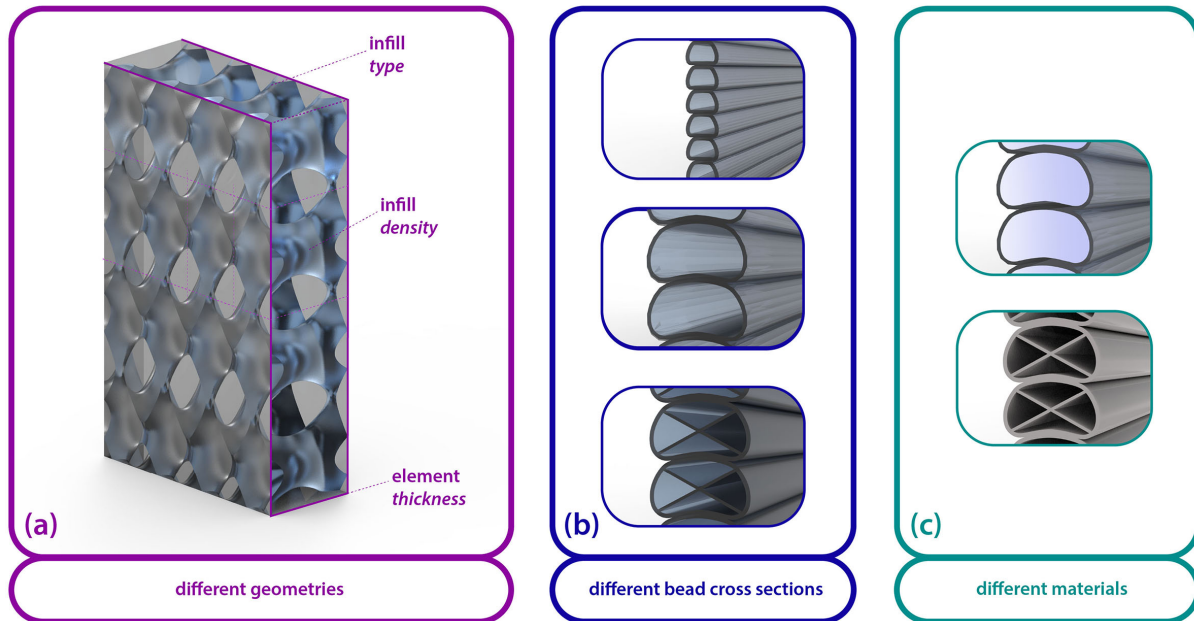 infill
type
infill
density
element
thickness
(a)
different geometries
(b)
different bead cross sections
(c)
different materials